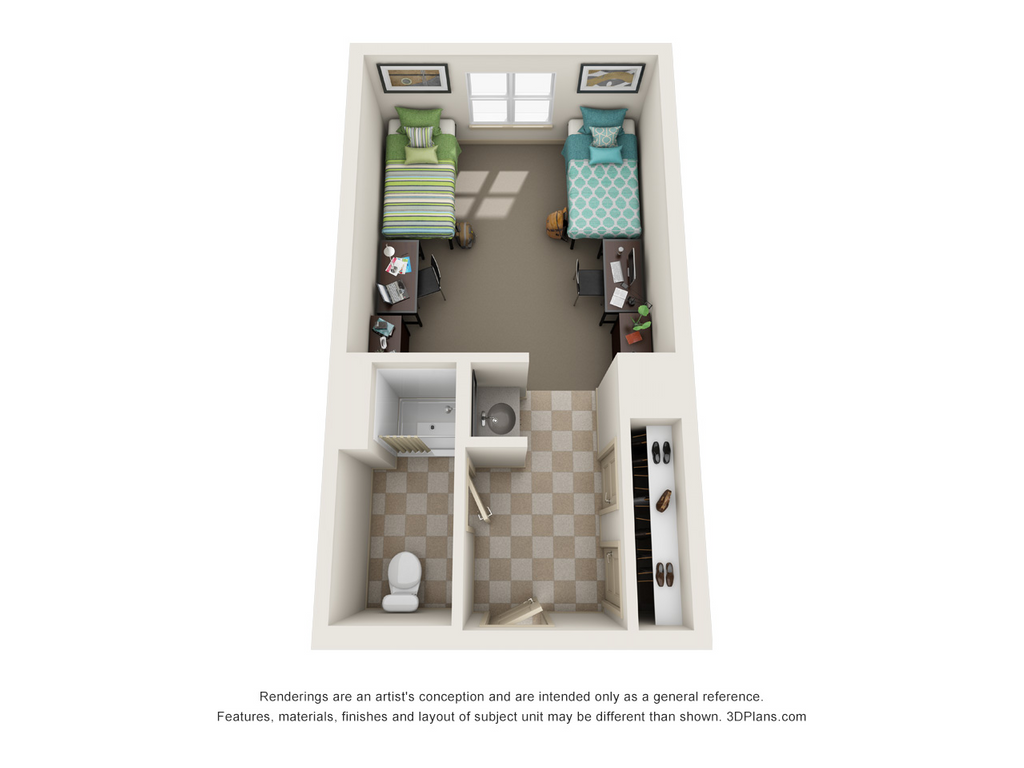 Renderings are an artist's conception and are intended only as a general reference.
Features, materials, finishes and layout of subject unit may be different than shown. 3DPlans.com